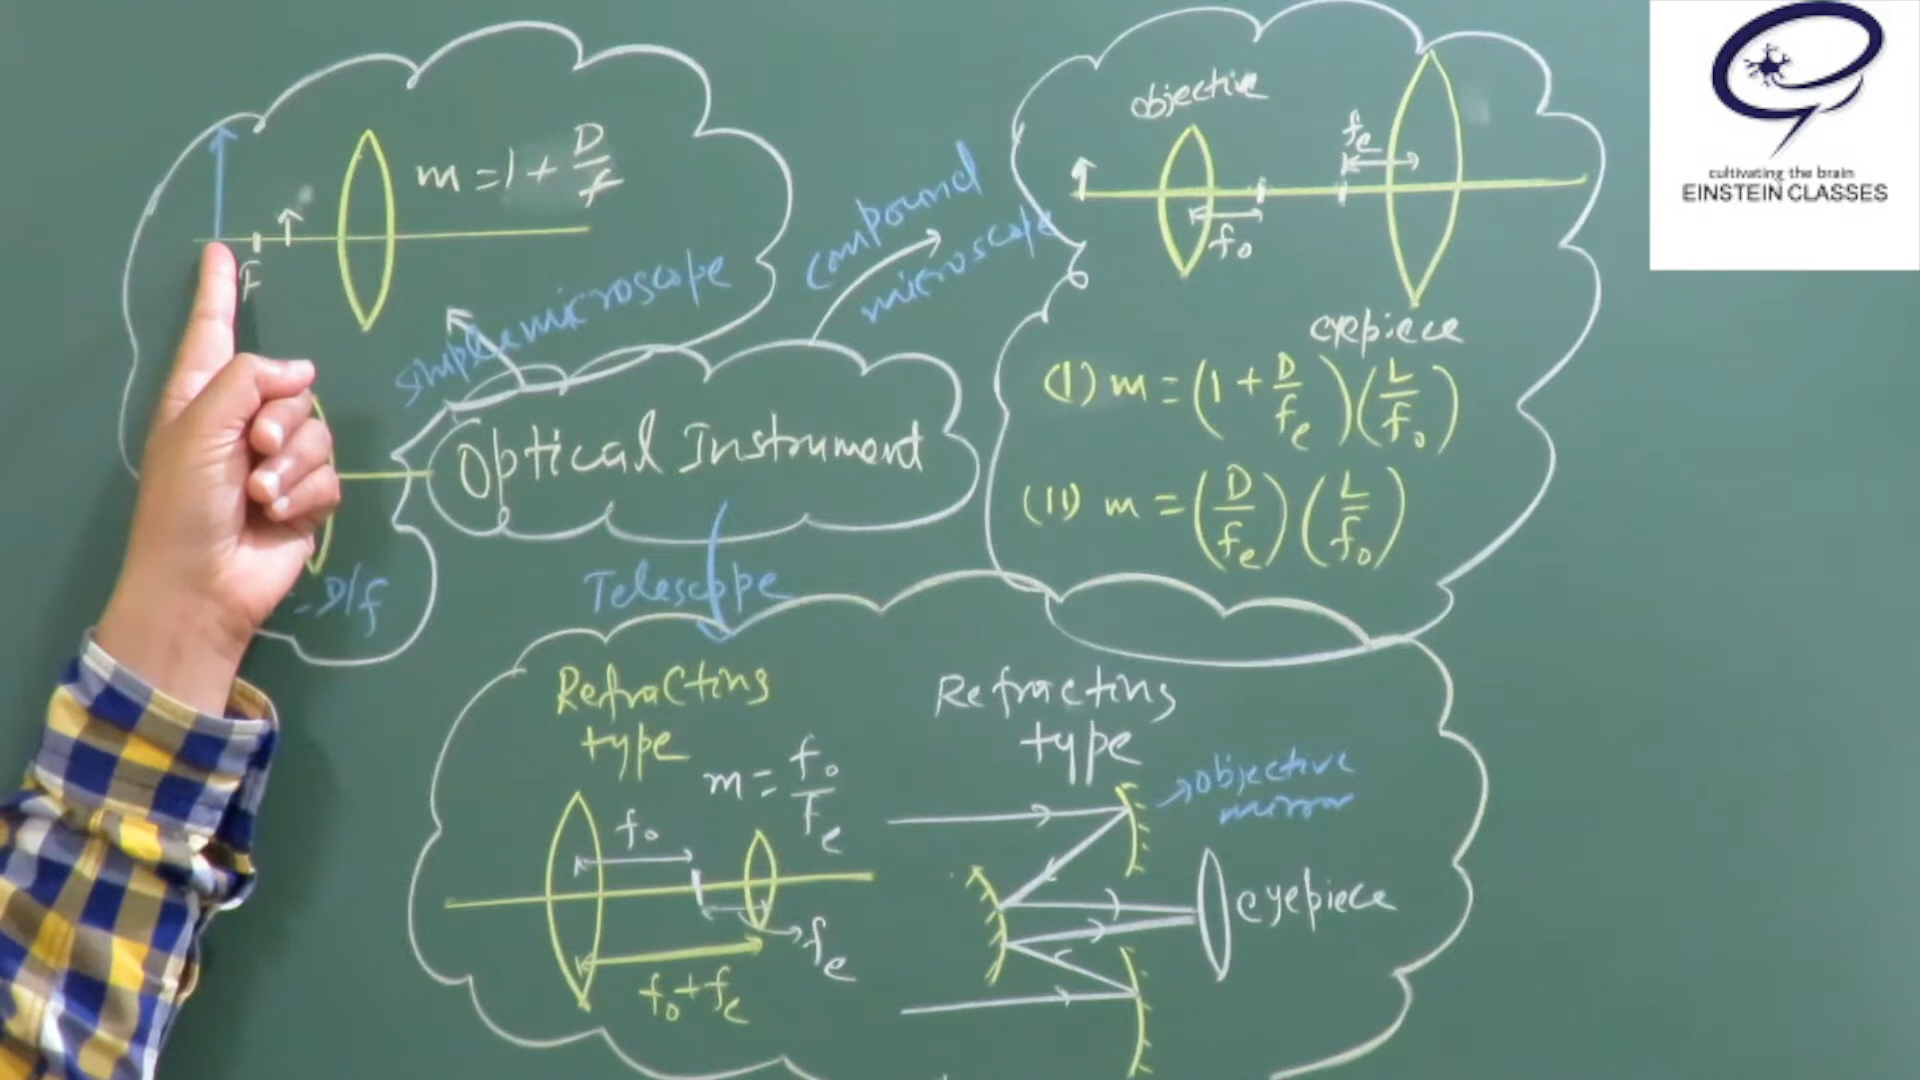 m = 1 + D/f
F
simple microscope
= D/f
Optical Instrument
compound
microscope
objective
fe
fo
eyepiece
(I) m = (1 + D/fe)(L/fo)
(II) m = (D/fe)(L/fo)
Telescope
Refracting
type
m = fo/Fe
fo
fe
fo+fe
Refracting
type
objective
mirror
eyepiece
cultivating the brain
EINSTEIN CLASSES